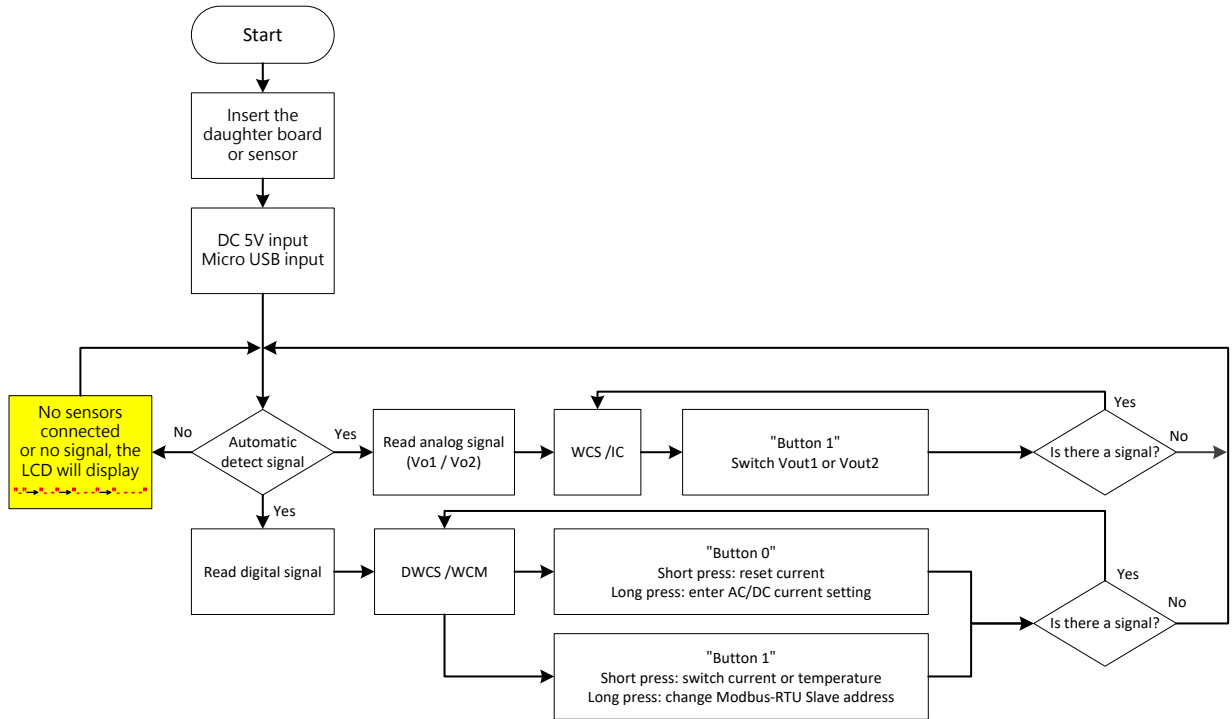 Start
Insert the
daughter board
or sensor
DC 5V input
Micro USB input
No sensors
connected
or no signal, the
LCD will display
No
Automatic
detect signal
Yes
Read analog signal
(Vo1 / Vo2)
WCS /IC
"Button 1"
Switch Vout1 or Vout2
Yes
Is there a signal?
No
Yes
Read digital signal
DWCS /WCM
"Button 0"
Short press: reset current
Long press: enter AC/DC current setting
"Button 1"
Short press: switch current or temperature
Long press: change Modbus-RTU Slave address
Yes
Is there a signal?
No